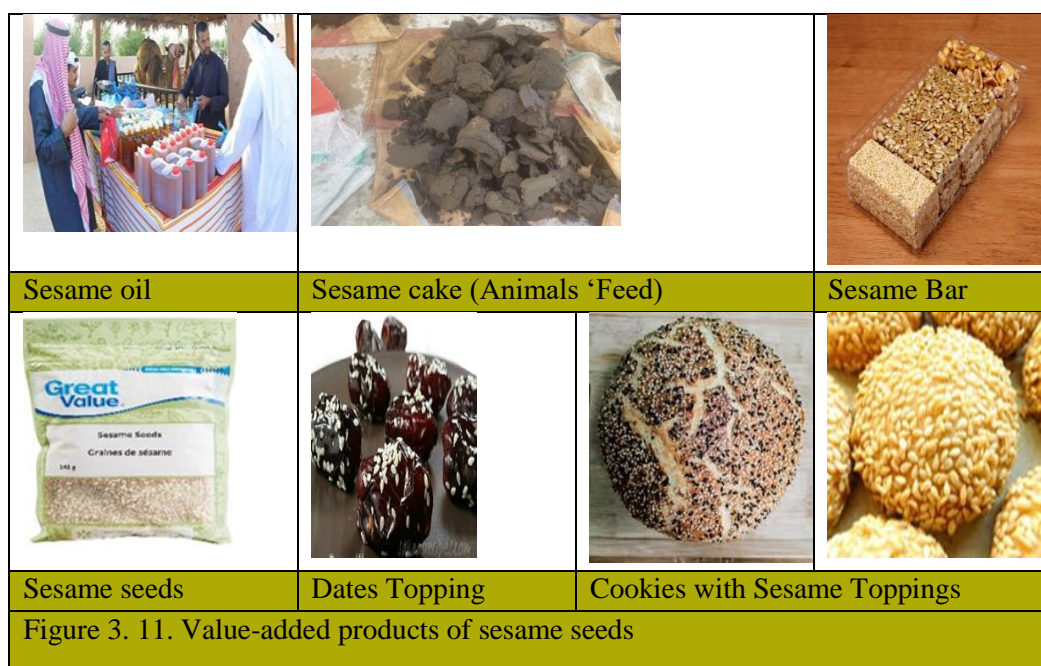 Sesame oil
Sesame cake (Animals ‘Feed)
Sesame Bar
Great
Value
Sesame Seeds
Graines de sésame
Sesame seeds
Dates Topping
Cookies with Sesame Toppings
Figure 3. 11. Value-added products of sesame seeds